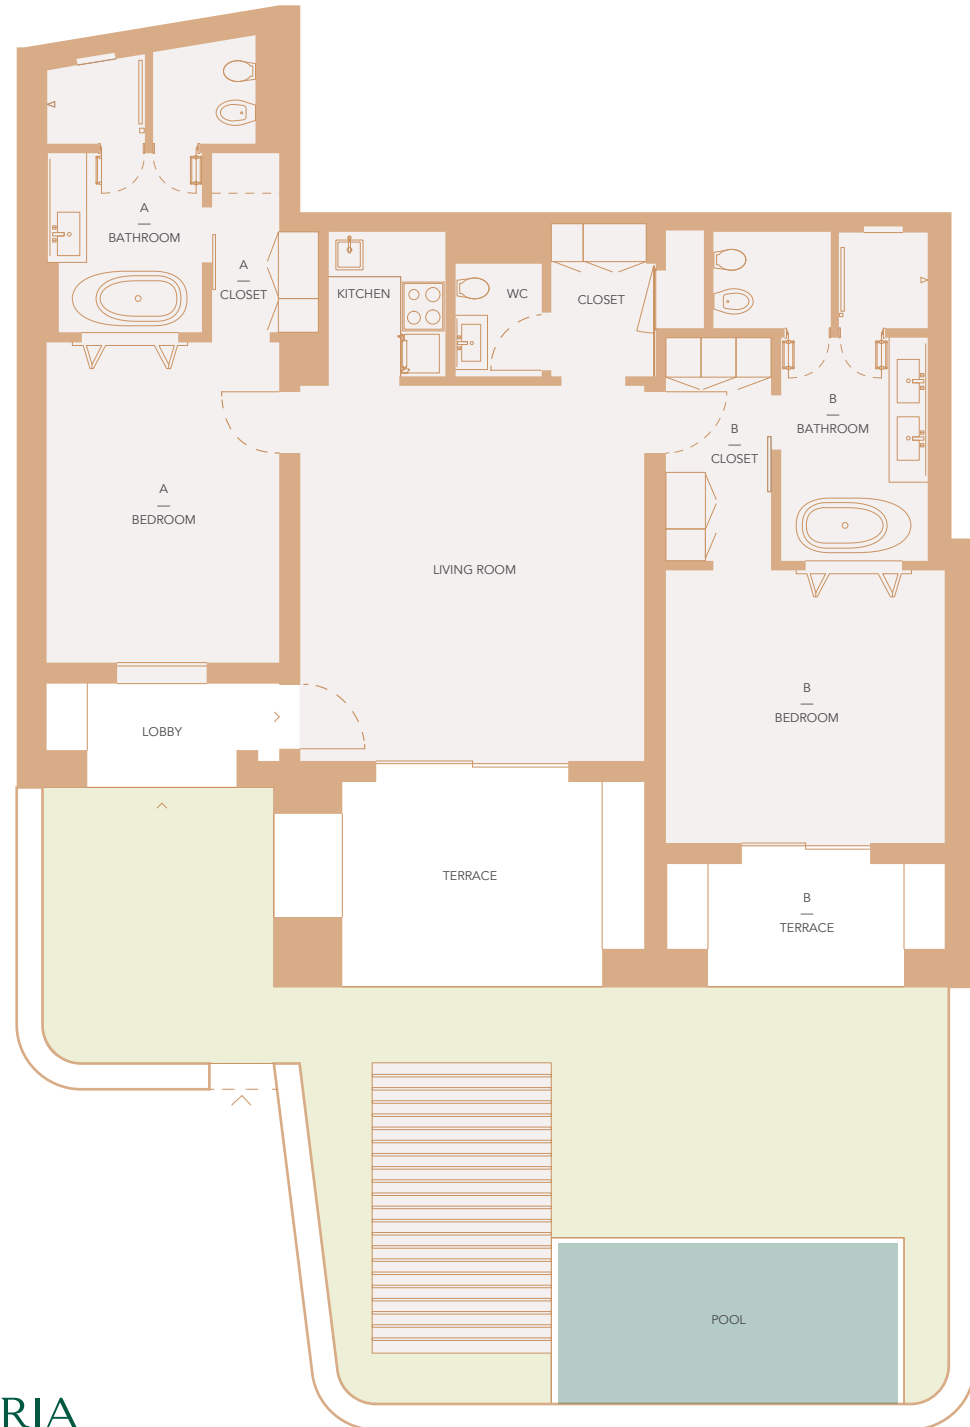 A
BATHROOM
A
CLOSET
KITCHEN
WC
CLOSET
B
BATHROOM
B
CLOSET
A
BEDROOM
LIVING ROOM
B
BEDROOM
LOBBY
TERRACE
B
TERRACE
POOL
RIA